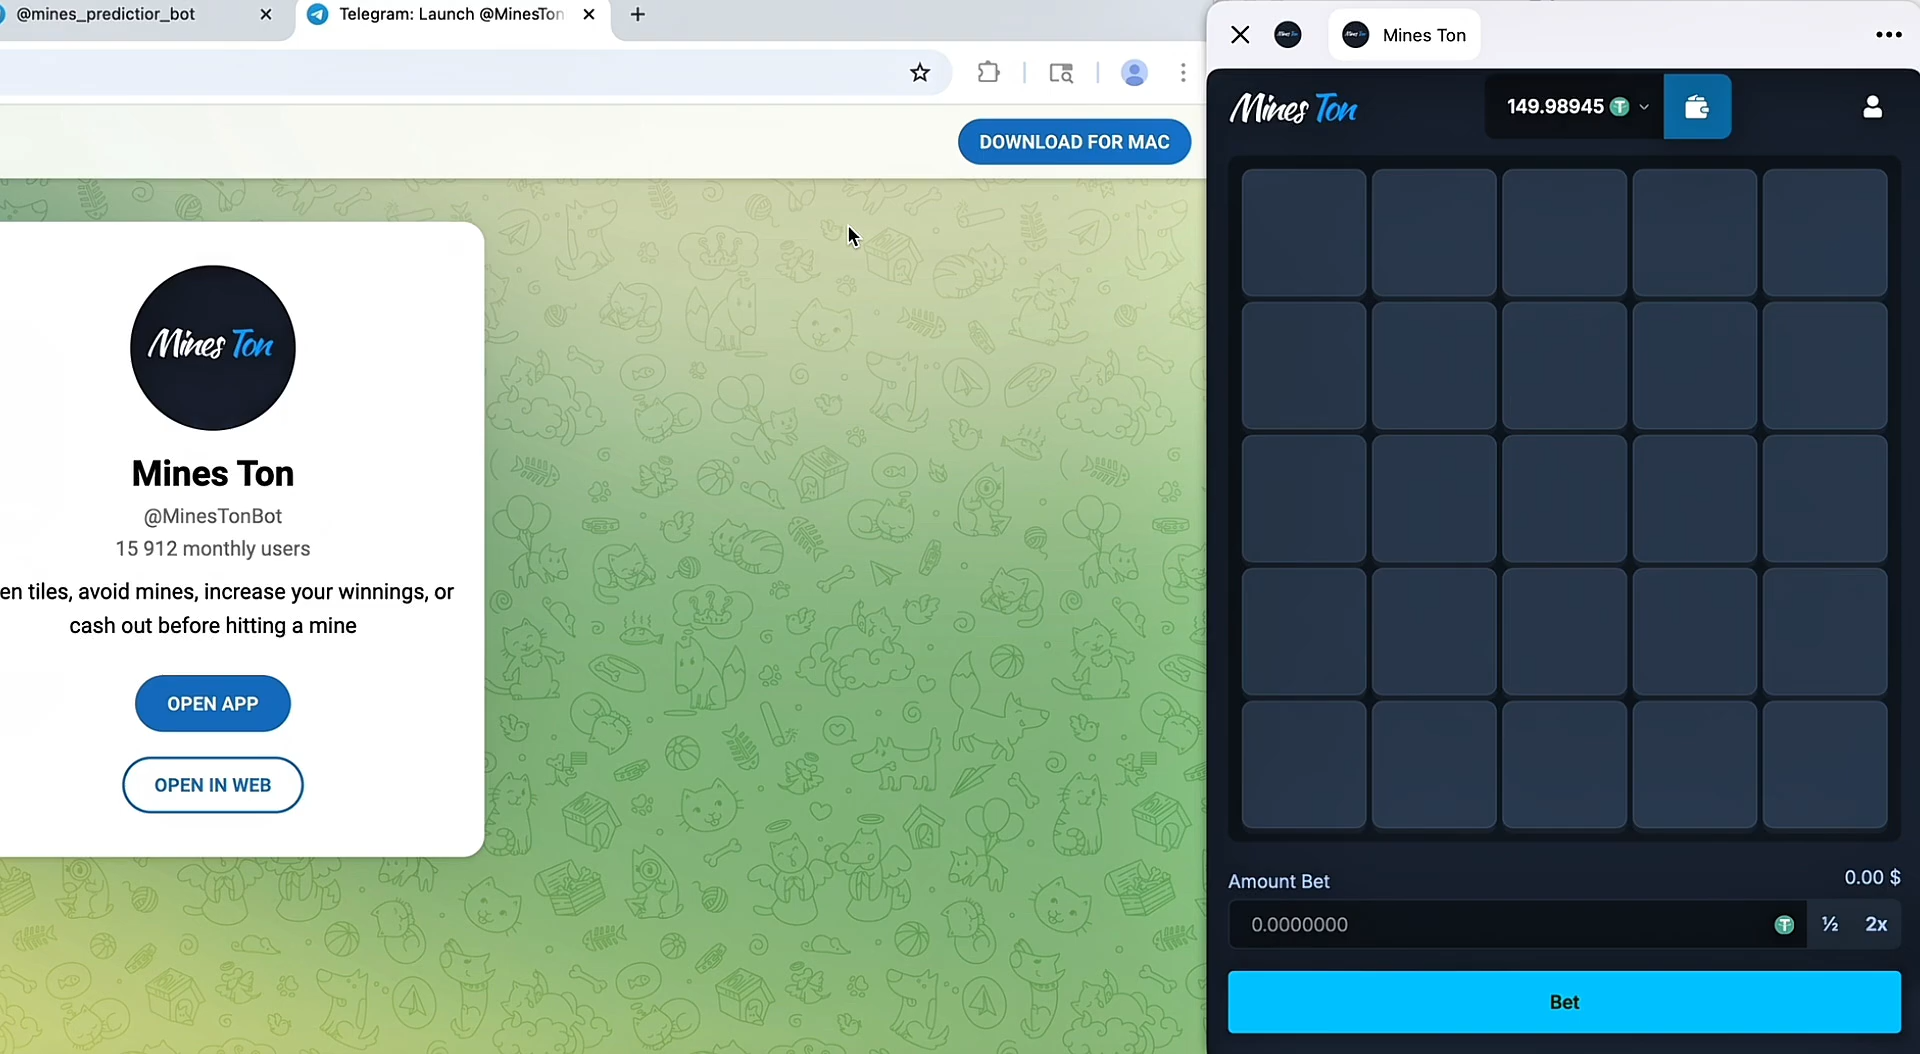 @mines_predictior_bot
Telegram: Launch @MinesTon
DOWNLOAD FOR MAC
Mines Ton
Mines Ton
@MinesTonBot
15 912 monthly users
en tiles, avoid mines, increase your winnings, or
cash out before hitting a mine
OPEN APP
OPEN IN WEB
Mines Ton
Mines Ton
149.98945
Amount Bet
0.00 $
0.0000000
½
2x
Bet